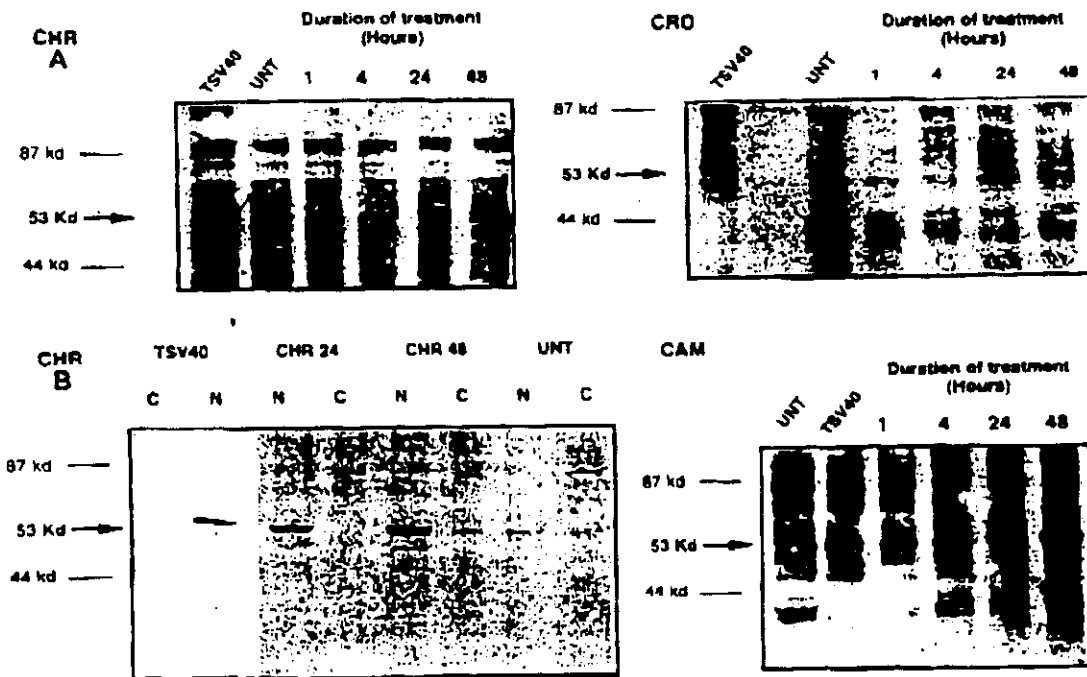 CHR
A
Duration of treatment
(Hours)
TSV40 UNT 1 4 24 48
87 kd
53 Kd
44 kd
CRO
Duration of treatment
(Hours)
TSV40 UNT 1 4 24 48
87 kd
53 Kd
44 kd
CHR
B
TSV40 CHR 24 CHR 48 UNT
C N N C N C N C
87 kd
53 Kd
44 kd
CAM
Duration of treatment
(Hours)
UNT TSV40 1 4 24 48
87 kd
53 Kd
44 kd